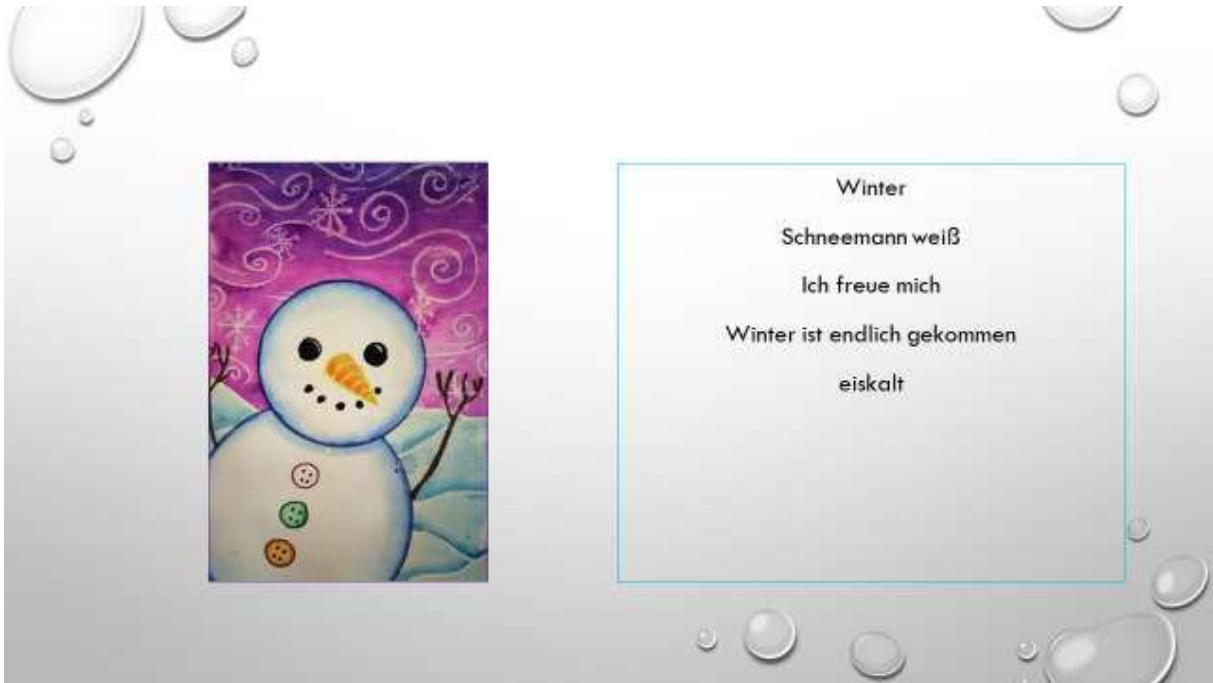 Winter
Schneemann weiß
Ich freue mich
Winter ist endlich gekommen
eiskalt